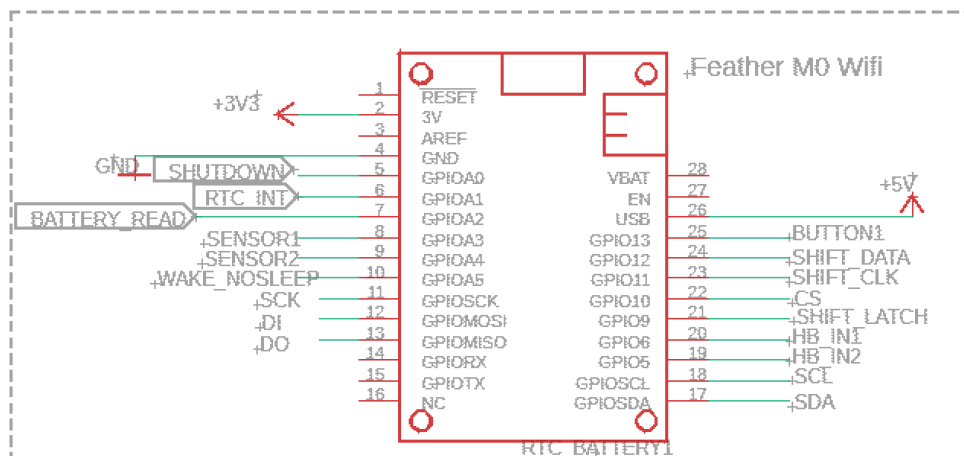 Feather M0 Wifi
+3V3
GND
SHUTDOWN
RTC_INT
BATTERY_READ
SENSOR1
SENSOR2
WAKE_NOSLEEP
SCK
DI
DO
1 RESET
2 3V
3 AREF
4 GND
5 GPIOA0
6 GPIOA1
7 GPIOA2
8 GPIOA3
9 GPIOA4
10 GPIOA5
11 GPIOSCK
12 GPIOMOSI
13 GPIOMISO
14 GPIORX
15 GPIOTX
16 NC
VBAT 28
EN 27
USB 26
GPIO13 25
GPIO12 24
GPIO11 23
GPIO10 22
GPIO9 21
GPIO6 20
GPIO5 19
GPIOSCL 18
GPIOSDA 17
+5V
BUTTON1
SHIFT_DATA
SHIFT_CLK
CS
SHIFT_LATCH
HB_IN1
HB_IN2
SCL
SDA
RTC_BATTERY1